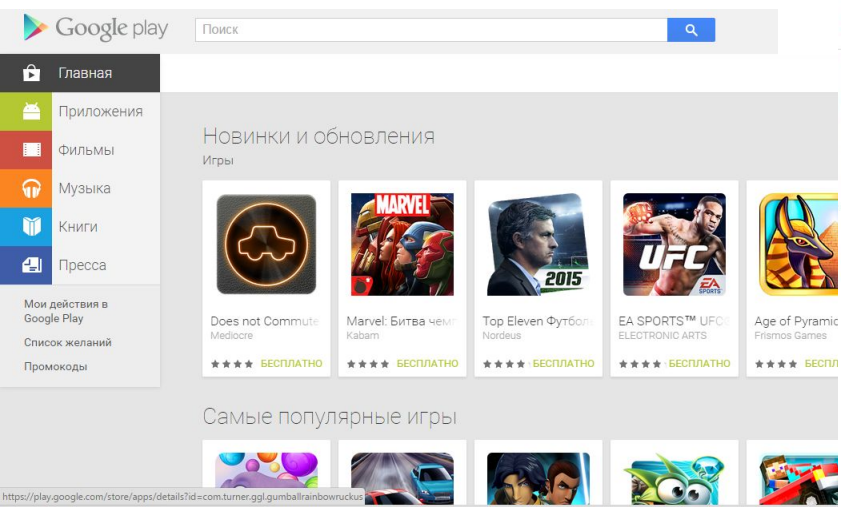 Google play
Поиск
Главная
Приложения
Фильмы
Музыка
Книги
Пресса
Мои действия в
Google Play
Список желаний
Промокоды
Новинки и обновления
Игры
MARVEL
2015
UFC
EA
SPORTS
Does not Commute
Mediocre
БЕСПЛАТНО
Marvel: Битва чем
Kabam
БЕСПЛАТНО
Top Eleven Футбол
Nordeus
БЕСПЛАТНО
EA SPORTS™ UFC
ELECTRONIC ARTS
БЕСПЛАТНО
Age of Pyramic
Frismos Games
БЕСПЛ
Самые популярные игры
https://play.google.com/store/apps/details?id=com.turner.ggl.gumballrainbowruckus